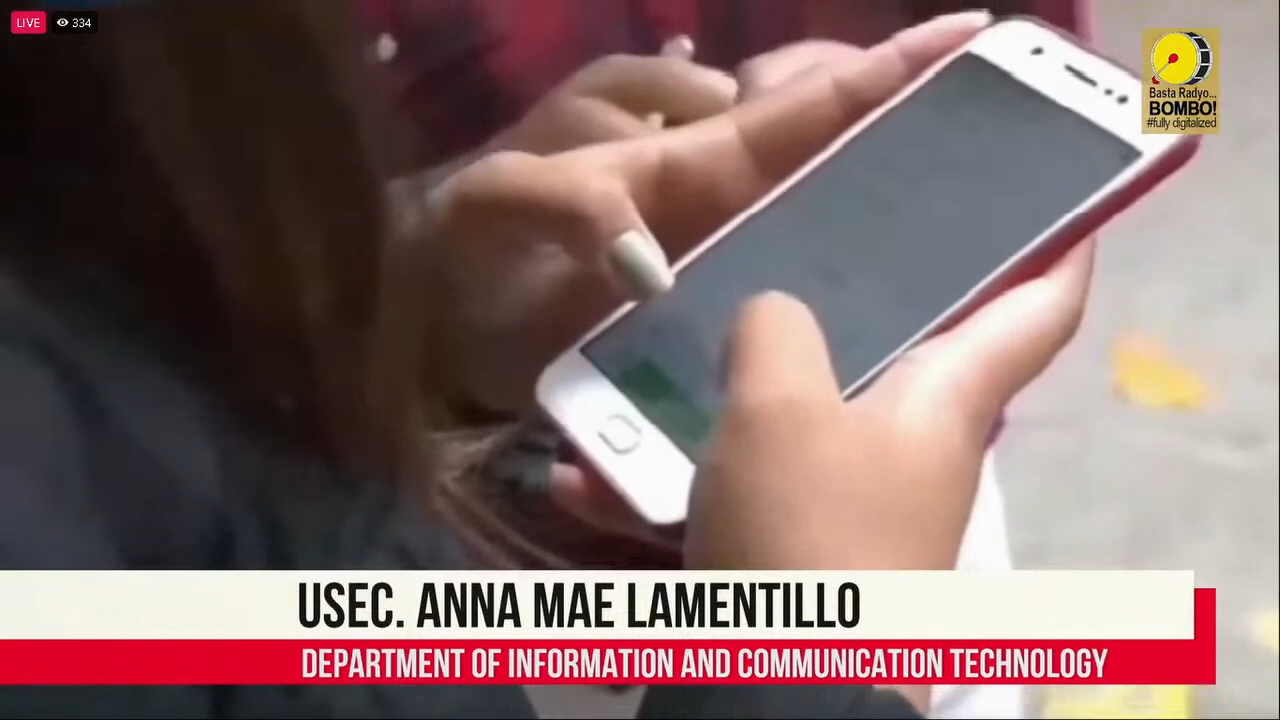 LIVE 334
Basta Radyo...
BOMBO!
#fully digitalized
USEC. ANNA MAE LAMENTILLO
DEPARTMENT OF INFORMATION AND COMMUNICATION TECHNOLOGY